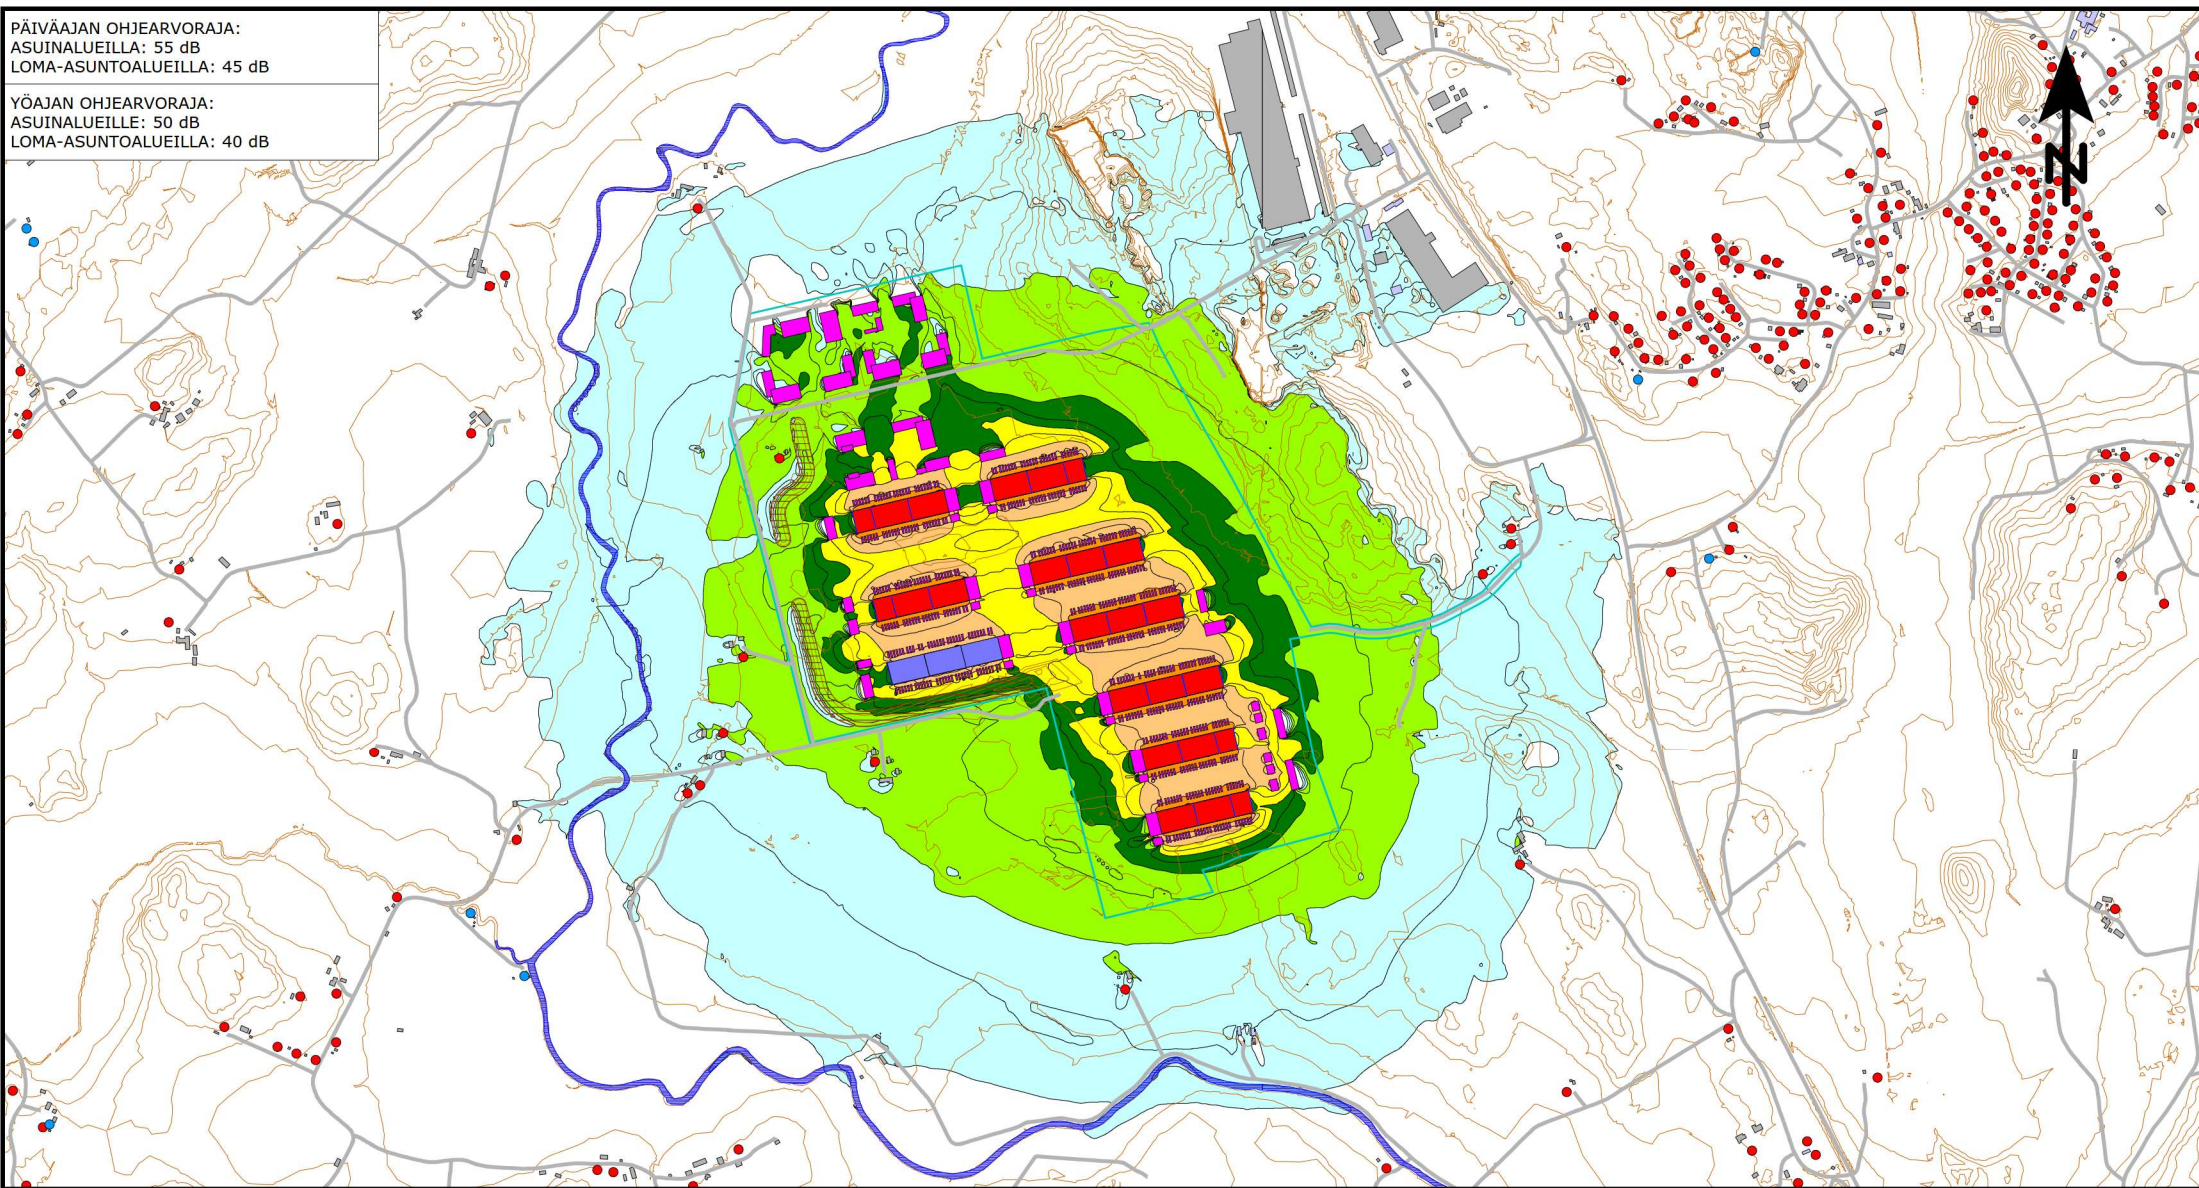 PÄIVÄAJAN OHJEARVORAJA:
ASUINALUEILLA: 55 dB
LOMA-ASUNTOALUEILLA: 45 dB
YÖAJAN OHJEARVORAJA:
ASUINALUEILLE: 50 dB
LOMA-ASUNTOALUEILLA: 40 dB
N